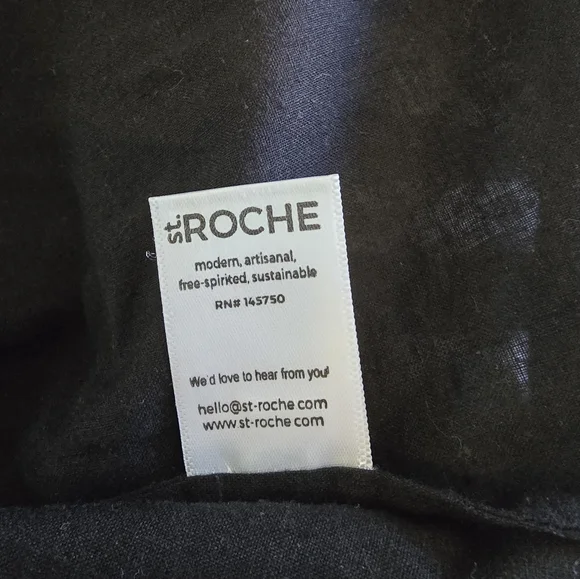 st. ROCHE
modern, artisanal,
free-spirited, sustainable
RN# 145750
We'd love to hear from you!
hello@st-roche.com
www.st-roche.com